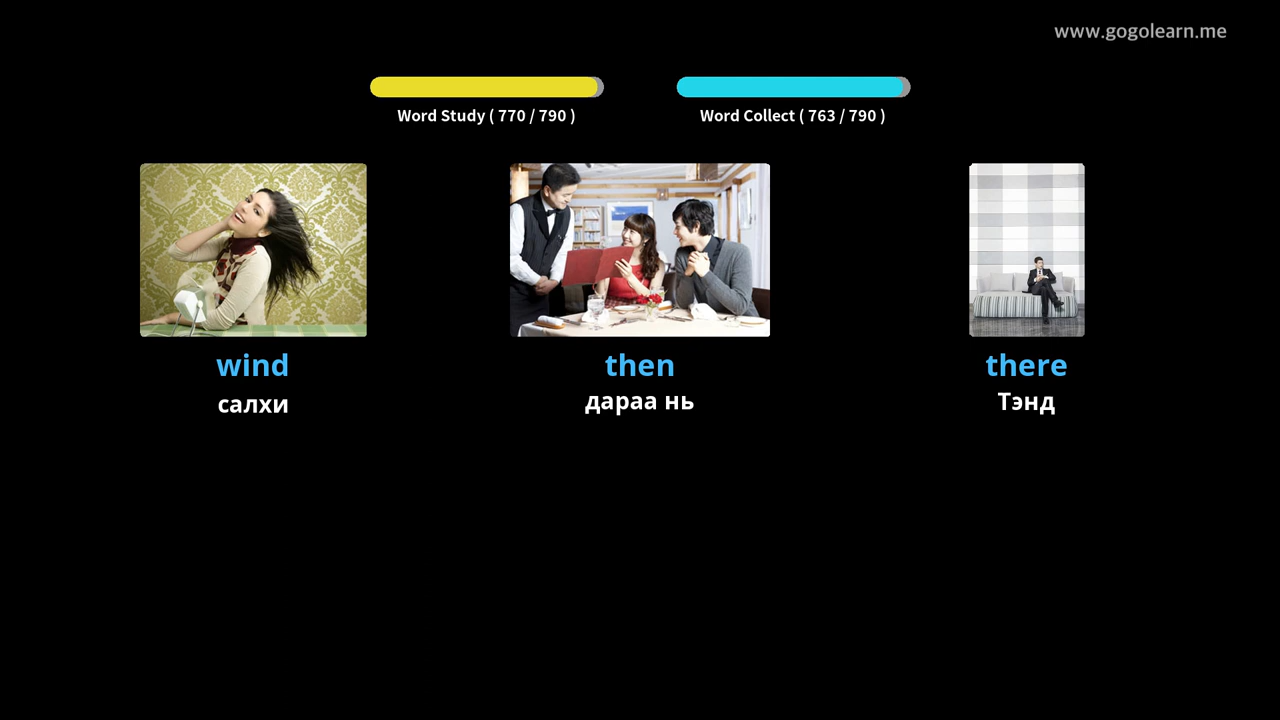 www.gogolearn.me
Word Study ( 770 / 790 )
Word Collect ( 763 / 790 )
wind
салхи
then
дараа нь
there
Тэнд